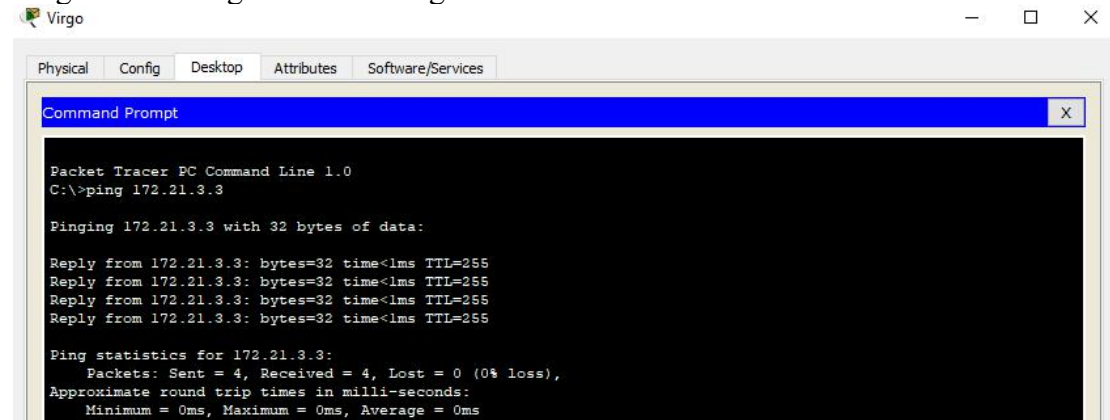 Virgo
Physical Config Desktop Attributes Software/Services
Command Prompt X
Packet Tracer PC Command Line 1.0
C:\>ping 172.21.3.3
Pinging 172.21.3.3 with 32 bytes of data:
Reply from 172.21.3.3: bytes=32 time<1ms TTL=255
Reply from 172.21.3.3: bytes=32 time<1ms TTL=255
Reply from 172.21.3.3: bytes=32 time<1ms TTL=255
Reply from 172.21.3.3: bytes=32 time<1ms TTL=255
Ping statistics for 172.21.3.3:
Packets: Sent = 4, Received = 4, Lost = 0 (0% loss),
Approximate round trip times in milli-seconds:
Minimum = 0ms, Maximum = 0ms, Average = 0ms